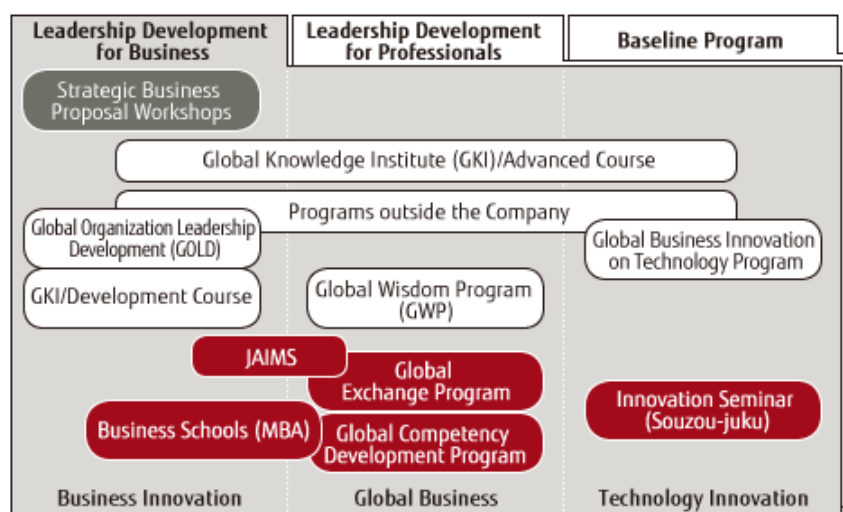 Leadership Development
for Business
Leadership Development
for Professionals
Baseline Program
Strategic Business
Proposal Workshops
Global Knowledge Institute (GKI)/Advanced Course
Programs outside the Company
Global Organization Leadership
Development (GOLD)
Global Business Innovation
on Technology Program
GKI/Development Course
Global Wisdom Program
(GWP)
JAIMS
Global
Exchange Program
Business Schools (MBA)
Global Competency
Development Program
Innovation Seminar
(Souzou-juku)
Business Innovation
Global Business
Technology Innovation